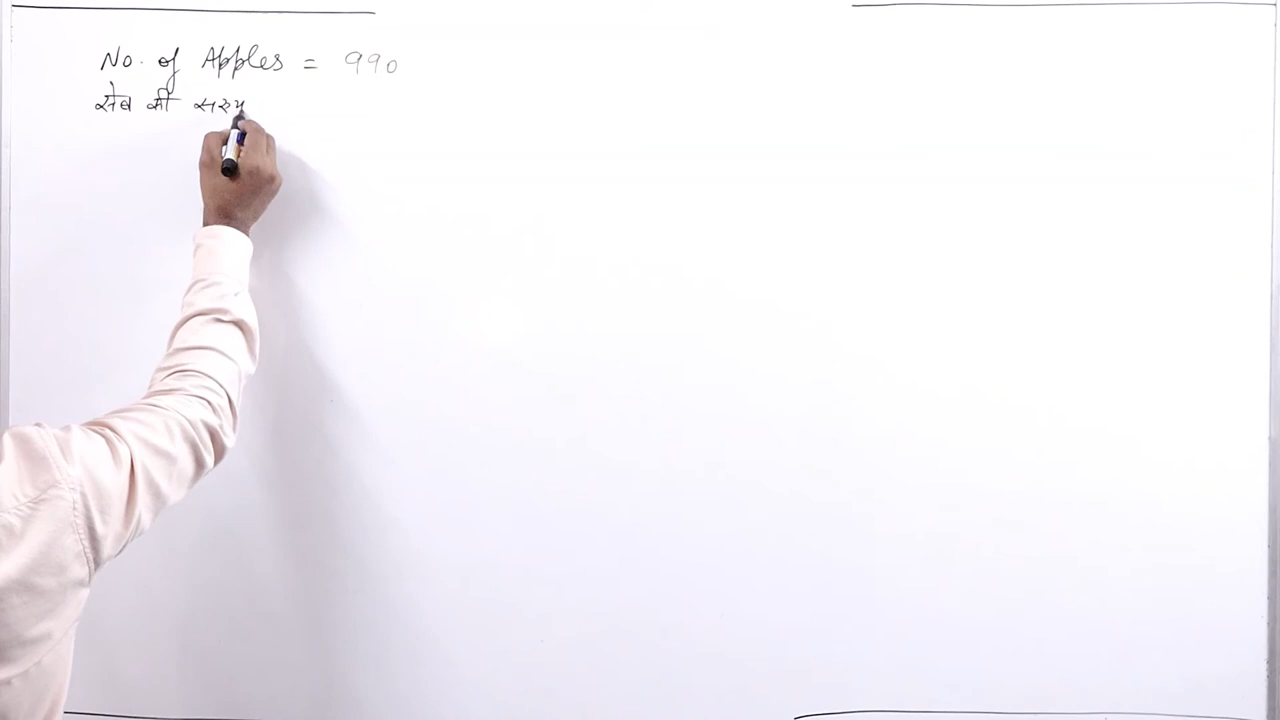 No. of Apples = 990
सेब की